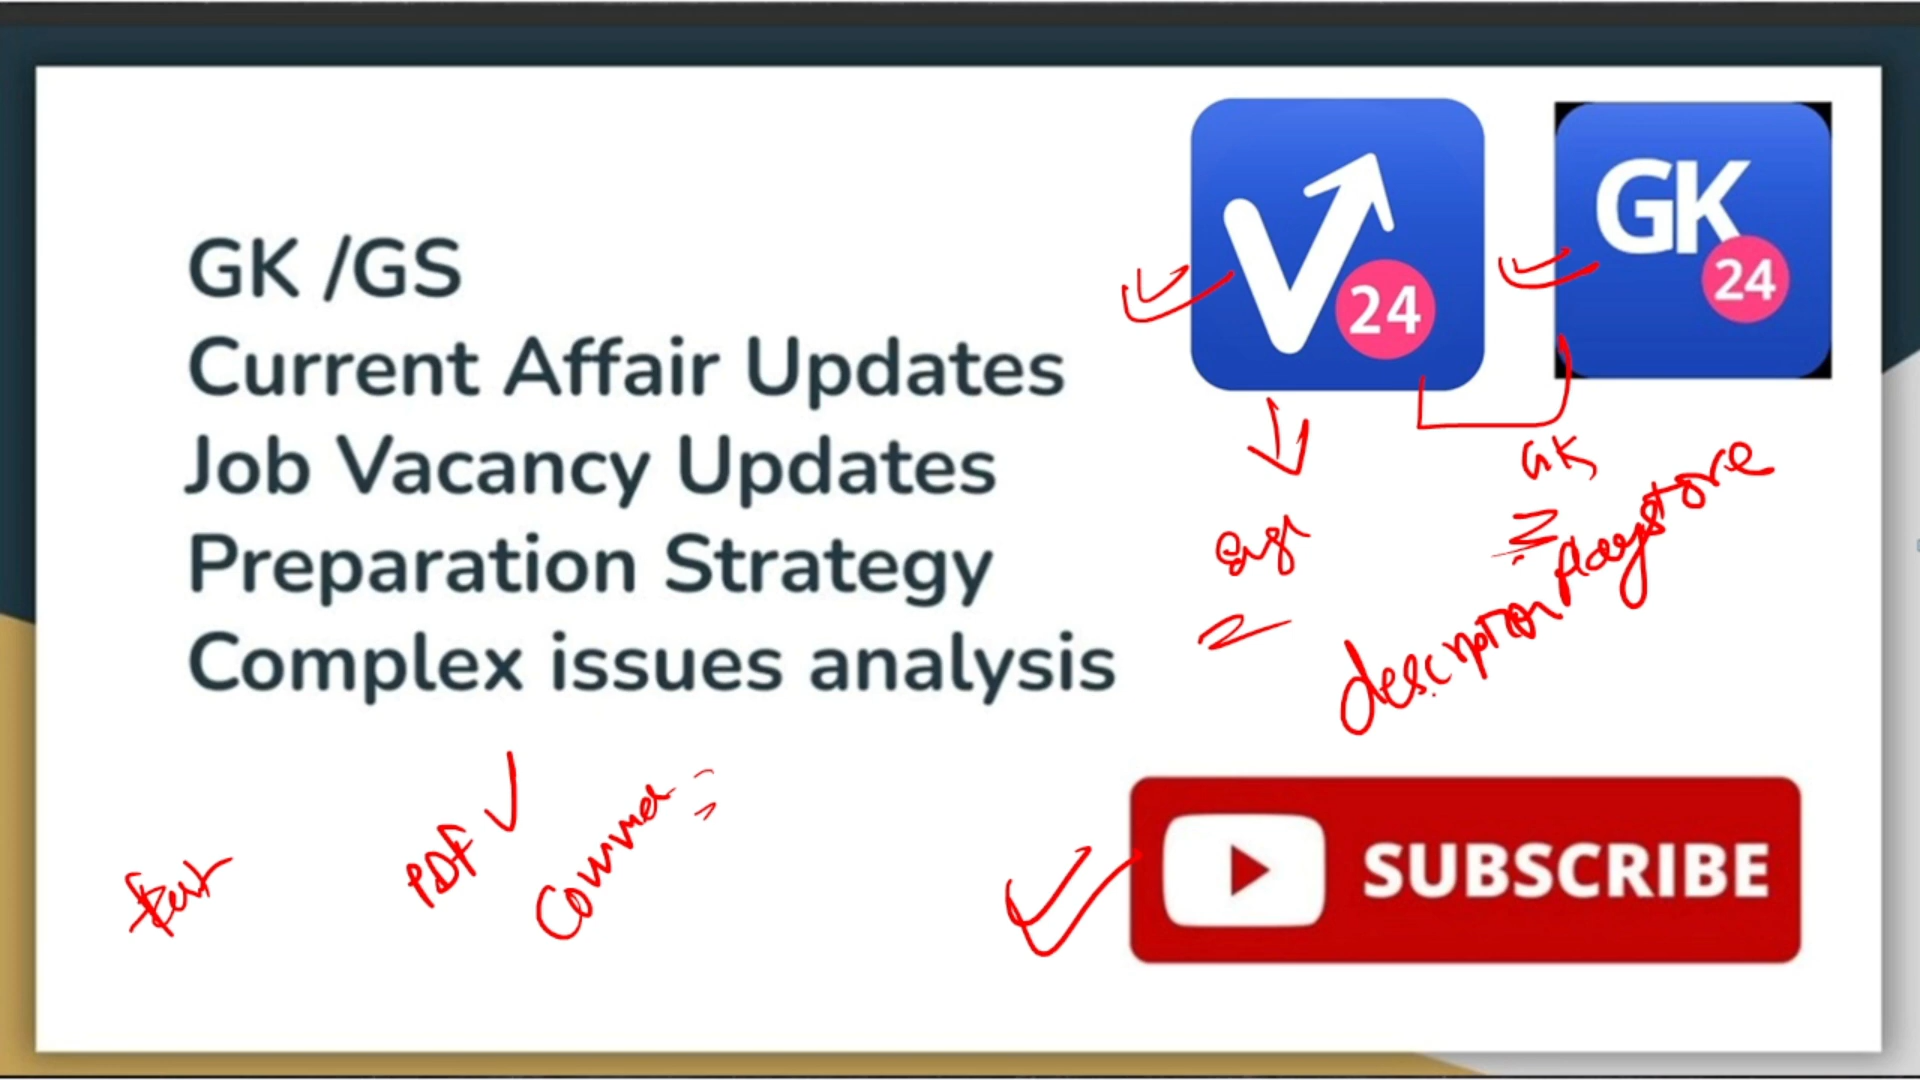 24
GK
24
GK /GS
Current Affair Updates
Job Vacancy Updates
Preparation Strategy
Complex issues analysis
GK
playstore
description
PDF
SUBSCRIBE